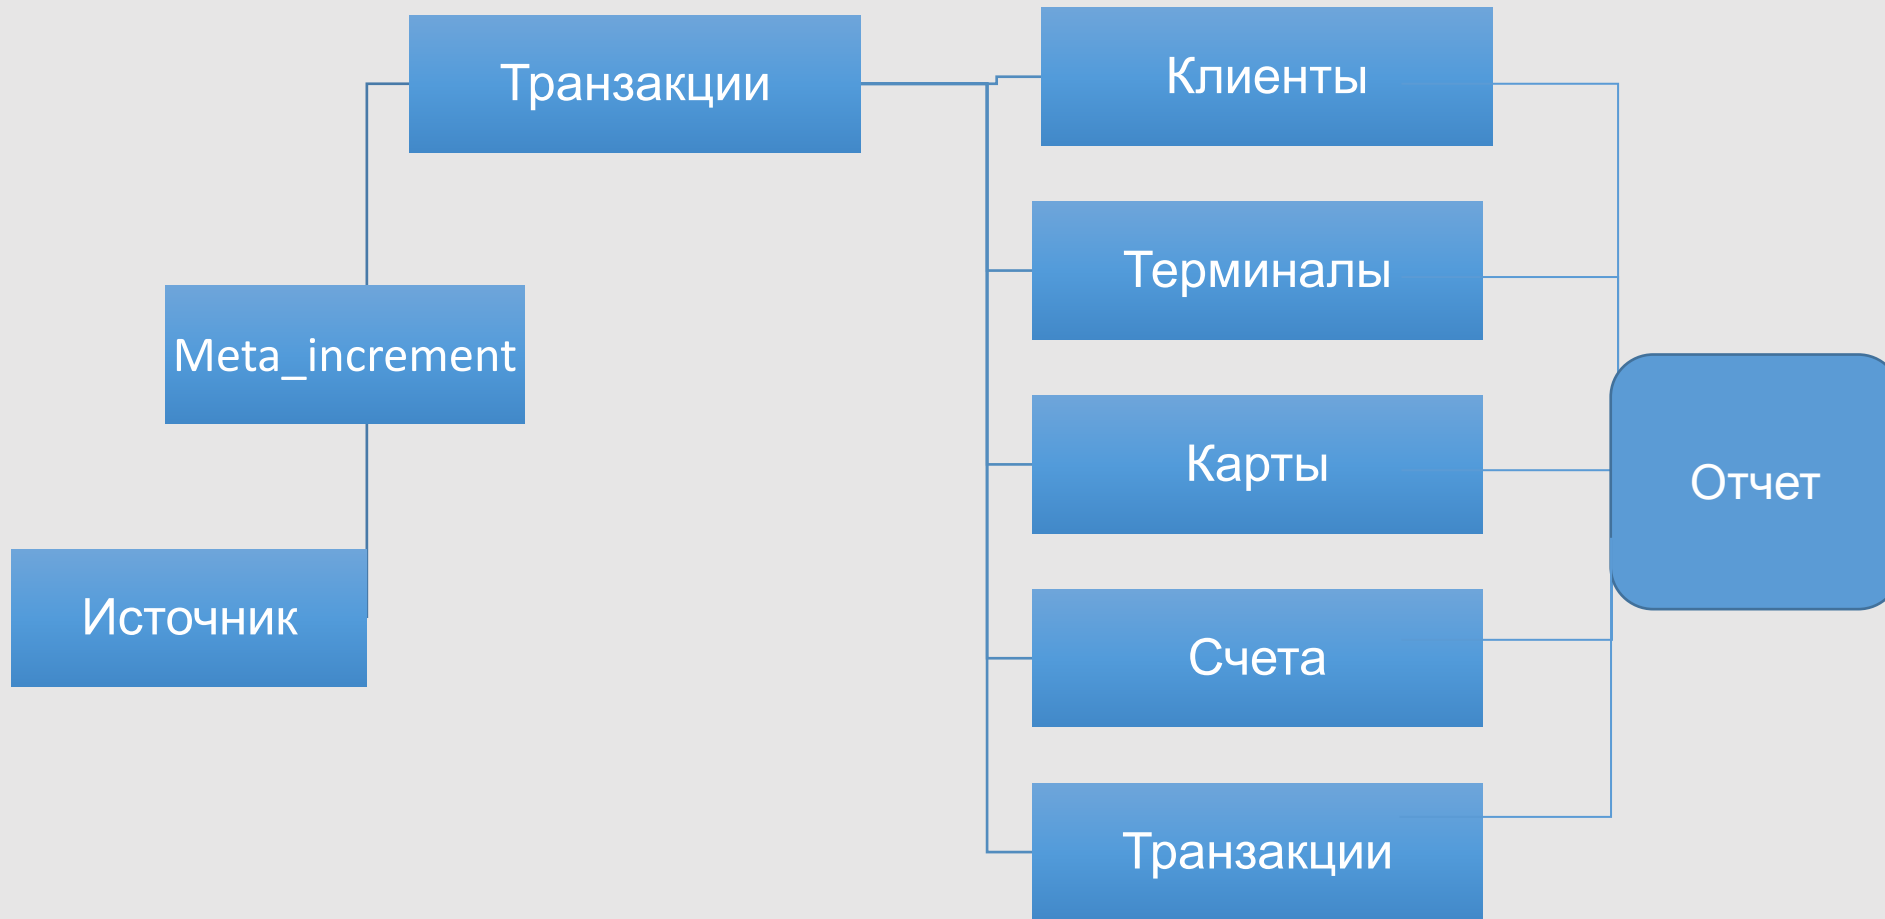 Транзакции
Клиенты
Терминалы
Meta_increment
Карты
Отчет
Источник
Счета
Транзакции